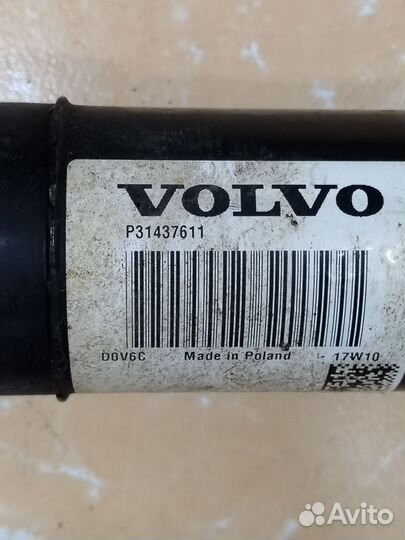 VOLVO
P31437611
D0V6C Made in Poland - 17W10
Avito